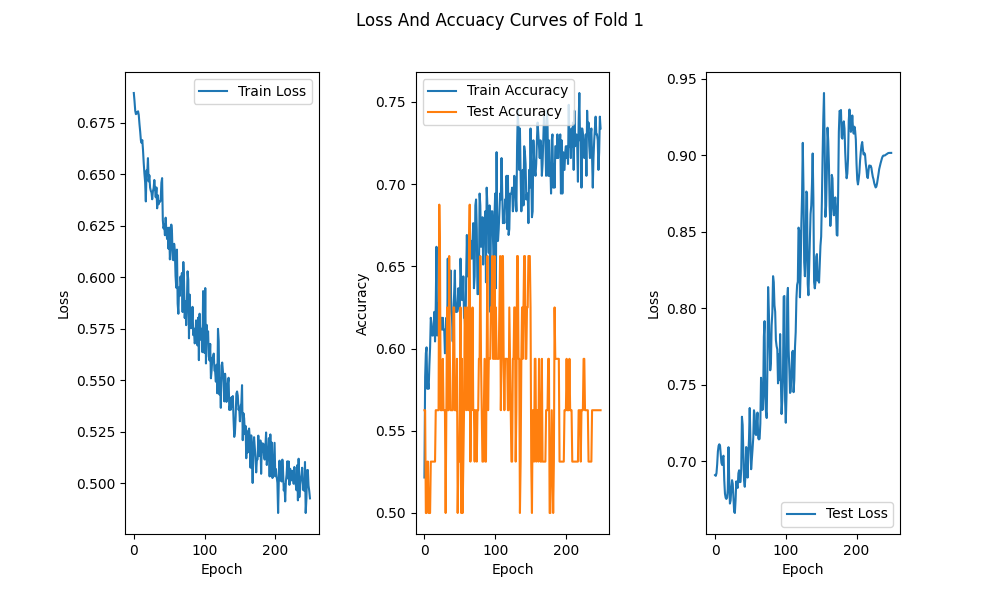 Loss And Accuacy Curves of Fold 1
Loss
0.675
0.650
0.625
0.600
0.575
0.550
0.525
0.500
0 100 200
Epoch
Train Loss
Accuracy
0.75
0.70
0.65
0.60
0.55
0.50
0 100 200
Epoch
Train Accuracy
Test Accuracy
Loss
0.95
0.90
0.85
0.80
0.75
0.70
0 100 200
Epoch
Test Loss